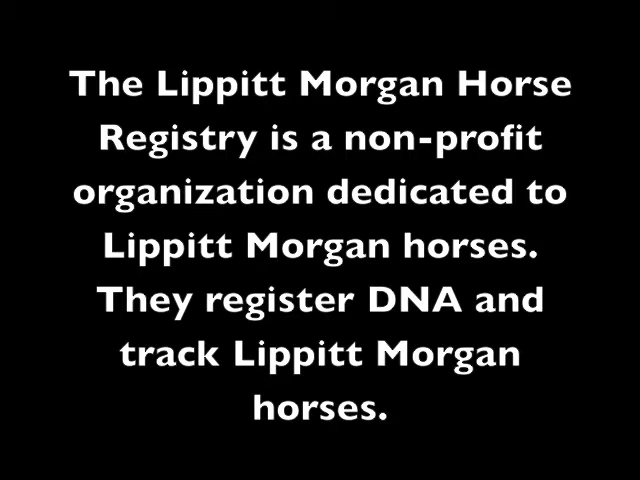 The Lippitt Morgan Horse
Registry is a non-profit
organization dedicated to
Lippitt Morgan horses.
They register DNA and
track Lippitt Morgan
horses.